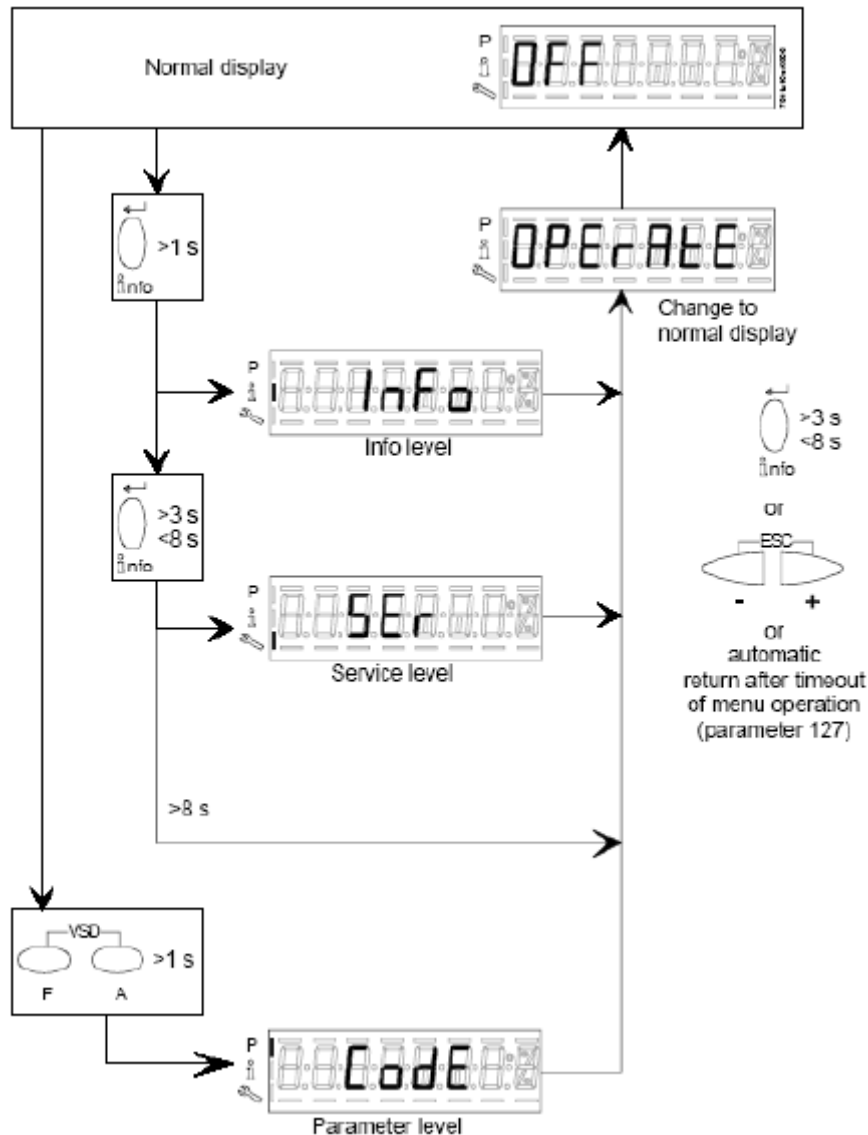 P
OFF
Normal display
>1 s
info
P
OPErAtE
Change to
normal display
P
InFo
Info level
>3 s
<8 s
info
or
ESC
- +
or
automatic
return after timeout
of menu operation
(parameter 127)
>3 s
<8 s
info
P
SEr
Service level
>8 s
VSD
>1 s
F A
P
CodE
Parameter level